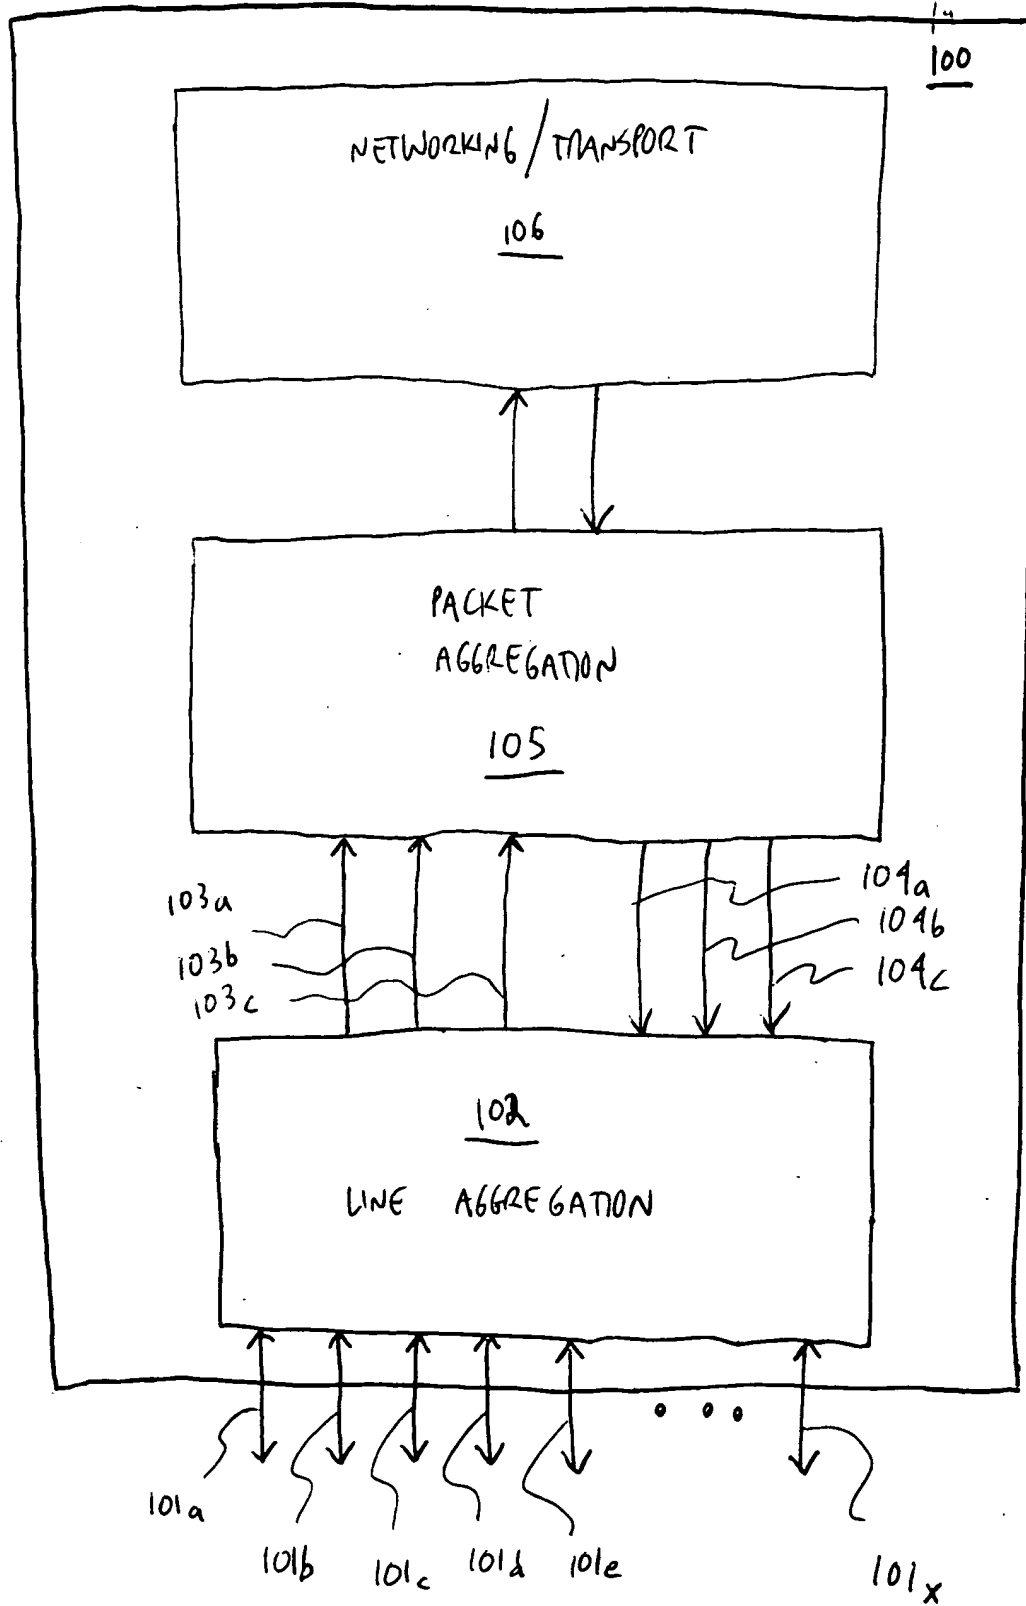 100
NETWORKING/TRANSPORT
106
PACKET
AGGREGATION
105
103a
103b
103c
104a
104b
104c
102
LINE AGGREGATION
101a
101b
101c
101d
101e
101x